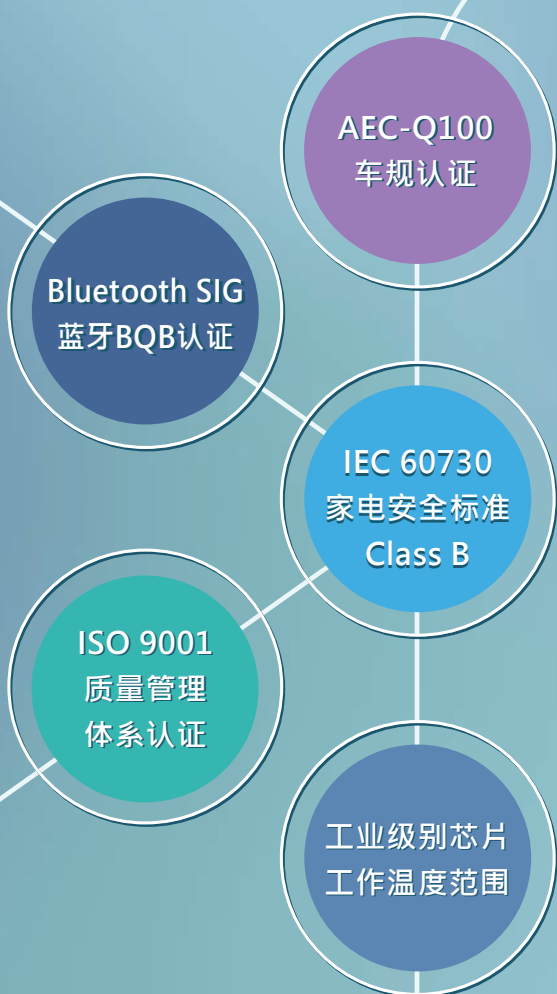 AEC-Q100
车规认证
Bluetooth SIG
蓝牙BQB认证
IEC 60730
家电安全标准
Class B
ISO 9001
质量管理
体系认证
工业级别芯片
工作温度范围